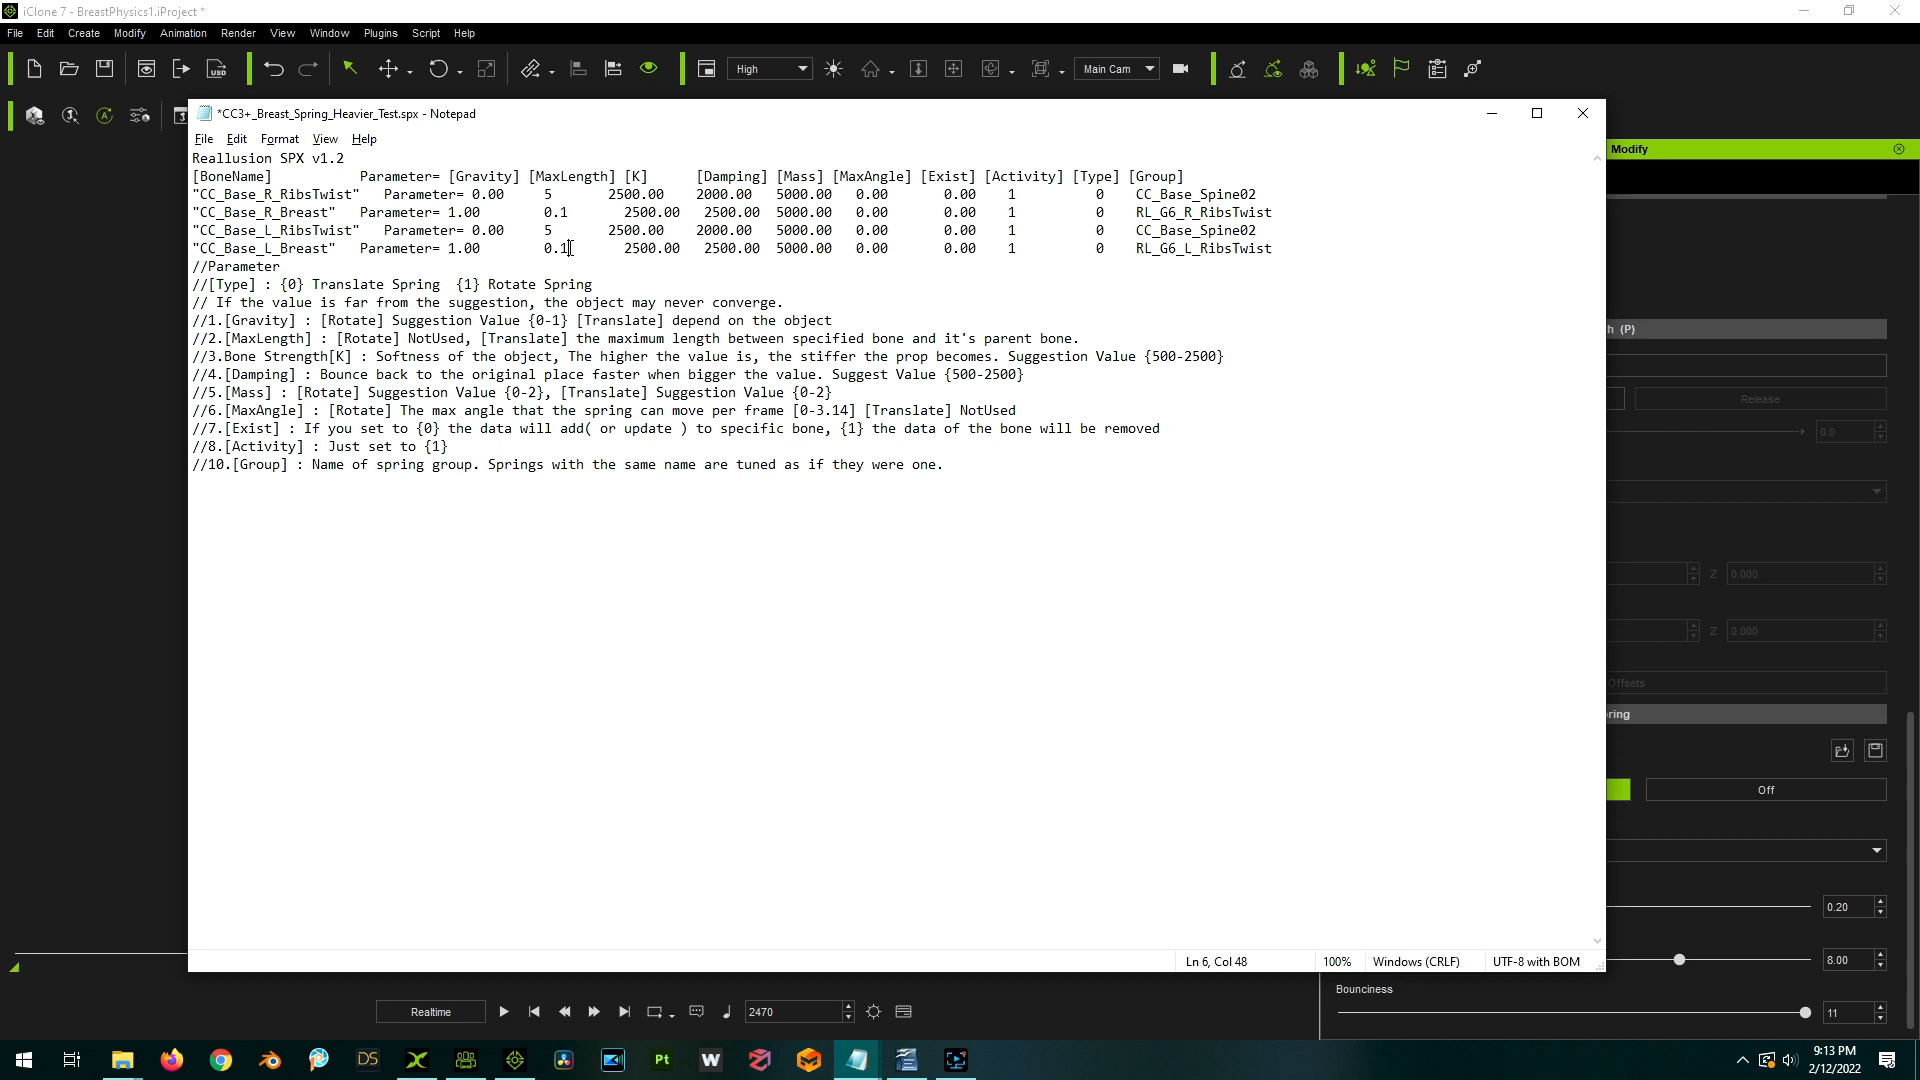 iClone 7 - BreastPhysics1.iProject *
File Edit Create Modify Animation Render View Window Plugins Script Help
High
Main Cam
*CC3+_Breast_Spring_Heavier_Test.spx - Notepad
File Edit Format View Help
Reallusion SPX v1.2
[BoneName] Parameter= [Gravity] [MaxLength] [K] [Damping] [Mass] [MaxAngle] [Exist] [Activity] [Type] [Group]
"CC_Base_R_RibsTwist" Parameter= 0.00 5 2500.00 2000.00 5000.00 0.00 0.00 1 0 CC_Base_Spine02
"CC_Base_R_Breast" Parameter= 1.00 0.1 2500.00 2500.00 5000.00 0.00 0.00 1 0 RL_G6_R_RibsTwist
"CC_Base_L_RibsTwist" Parameter= 0.00 5 2500.00 2000.00 5000.00 0.00 0.00 1 0 CC_Base_Spine02
"CC_Base_L_Breast" Parameter= 1.00 0.1 2500.00 2500.00 5000.00 0.00 0.00 1 0 RL_G6_L_RibsTwist
//Parameter
//[Type] : {0} Translate Spring {1} Rotate Spring
// If the value is far from the suggestion, the object may never converge.
//1.[Gravity] : [Rotate] Suggestion Value {0-1} [Translate] depend on the object
//2.[MaxLength] : [Rotate] NotUsed, [Translate] the maximum length between specified bone and it's parent bone.
//3.Bone Strength[K] : Softness of the object, The higher the value is, the stiffer the prop becomes. Suggestion Value {500-2500}
//4.[Damping] : Bounce back to the original place faster when bigger the value. Suggest Value {500-2500}
//5.[Mass] : [Rotate] Suggestion Value {0-2}, [Translate] Suggestion Value {0-2}
//6.[MaxAngle] : [Rotate] The max angle that the spring can move per frame [0-3.14] [Translate] NotUsed
//7.[Exist] : If you set to {0} the data will add( or update ) to specific bone, {1} the data of the bone will be removed
//8.[Activity] : Just set to {1}
//10.[Group] : Name of spring group. Springs with the same name are tuned as if they were one.
Ln 6, Col 48 100% Windows (CRLF) UTF-8 with BOM
Modify
(P)
Release
0.0
Z 0.000
Z 0.000
Offsets
ring
Off
0.20
8.00
Bounciness
11
Realtime
2470
DS
Pt
W
9:13 PM
2/12/2022